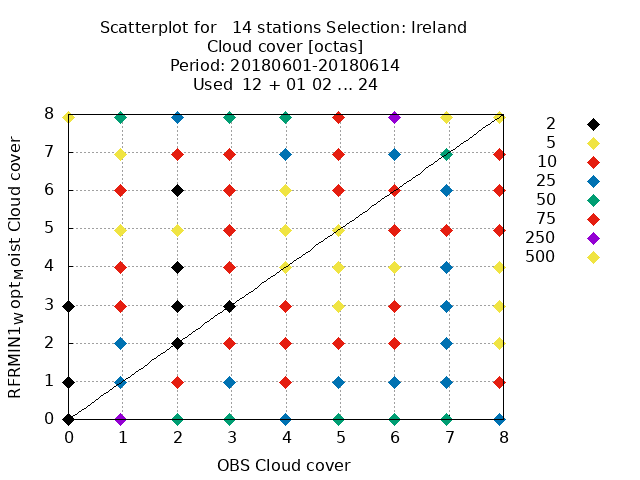 Scatterplot for 14 stations Selection: Ireland
Cloud cover [octas]
Period: 20180601-20180614
Used 12 + 01 02 ... 24
RFRMIN1W optMoist Cloud cover
8
7
6
5
4
3
2
1
0
0 1 2 3 4 5 6 7 8
OBS Cloud cover
2
5
10
25
50
75
250
500